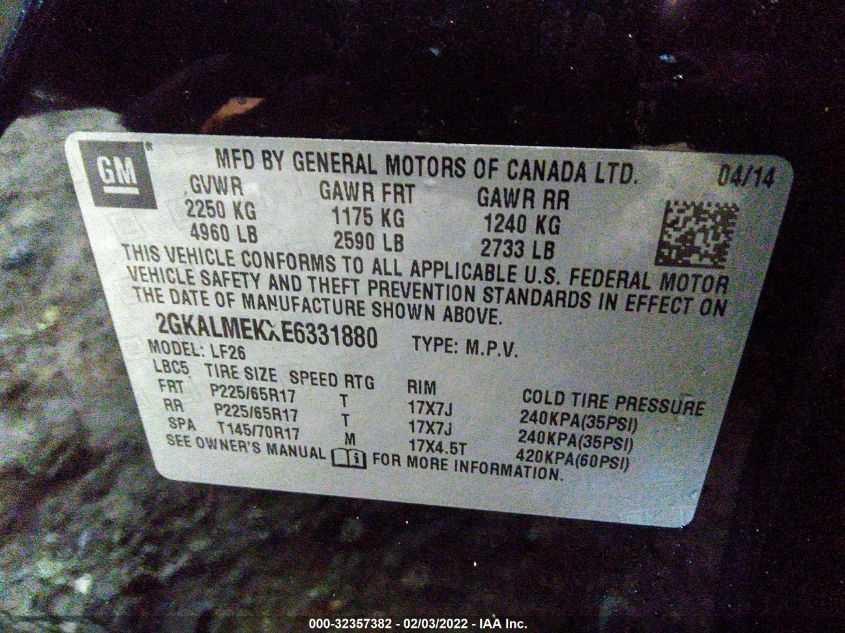 GM ® MFD BY GENERAL MOTORS OF CANADA LTD. 04/14
GVWR GAWR FRT GAWR RR
2250 KG 1175 KG 1240 KG
4960 LB 2590 LB 2733 LB
THIS VEHICLE CONFORMS TO ALL APPLICABLE U.S. FEDERAL MOTOR
VEHICLE SAFETY AND THEFT PREVENTION STANDARDS IN EFFECT ON
THE DATE OF MANUFACTURE SHOWN ABOVE.
2GKALMEKXE6331880 TYPE: M.P.V.
MODEL: LF26
LBC5 TIRE SIZE SPEED RTG RIM COLD TIRE PRESSURE
FRT P225/65R17 T 17X7J 240KPA(35PSI)
RR P225/65R17 T 17X7J 240KPA(35PSI)
SPA T145/70R17 M 17X4.5T 420KPA(60PSI)
SEE OWNER'S MANUAL i FOR MORE INFORMATION.
000-32357382 - 02/03/2022 - IAA Inc.